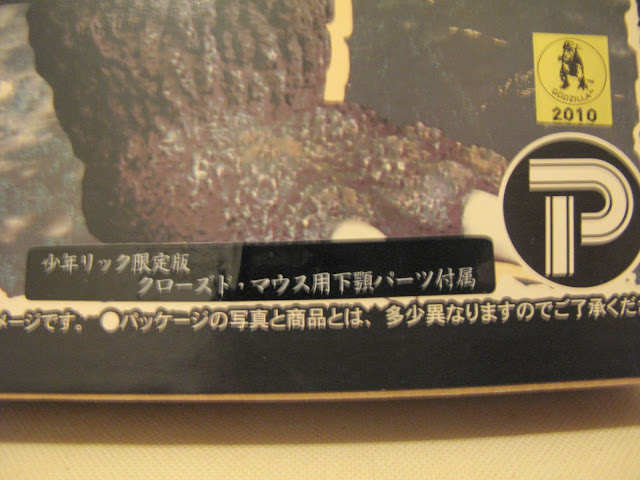 GODZILLA™
2010
P
少年リック限定版
クローズド・マウス用下顎パーツ付属
メージです。 ●パッケージの写真と商品とは、多少異なりますのでご了承くださ